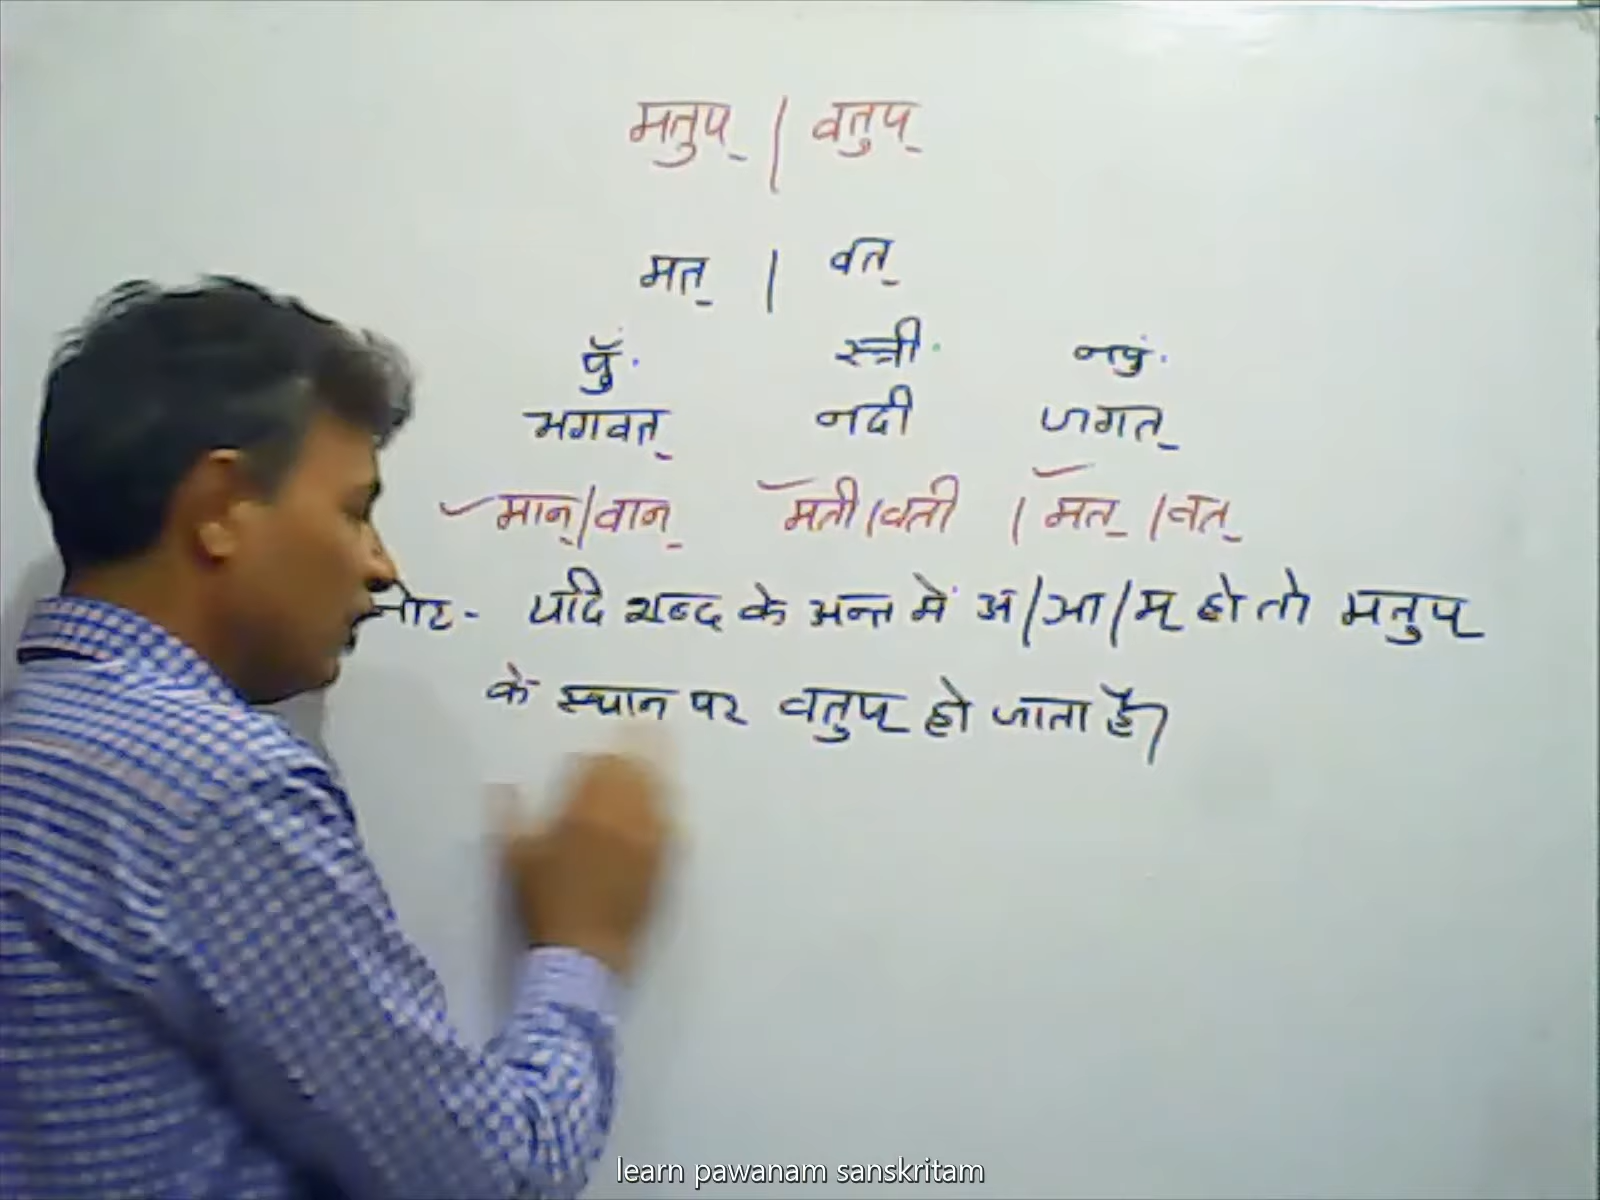 मतुप् | वतुप्
मत् | वत्
पुँ. स्त्री. नपुं.
भगवत् नदी जगत्
मान्/वान् मती/वती / मत् / वत्
नोट- यदि शब्द के अन्त में अ/आ/म् हो तो मतुप्
के स्थान पर वतुप् हो जाता है।
learn pawanam sanskritam